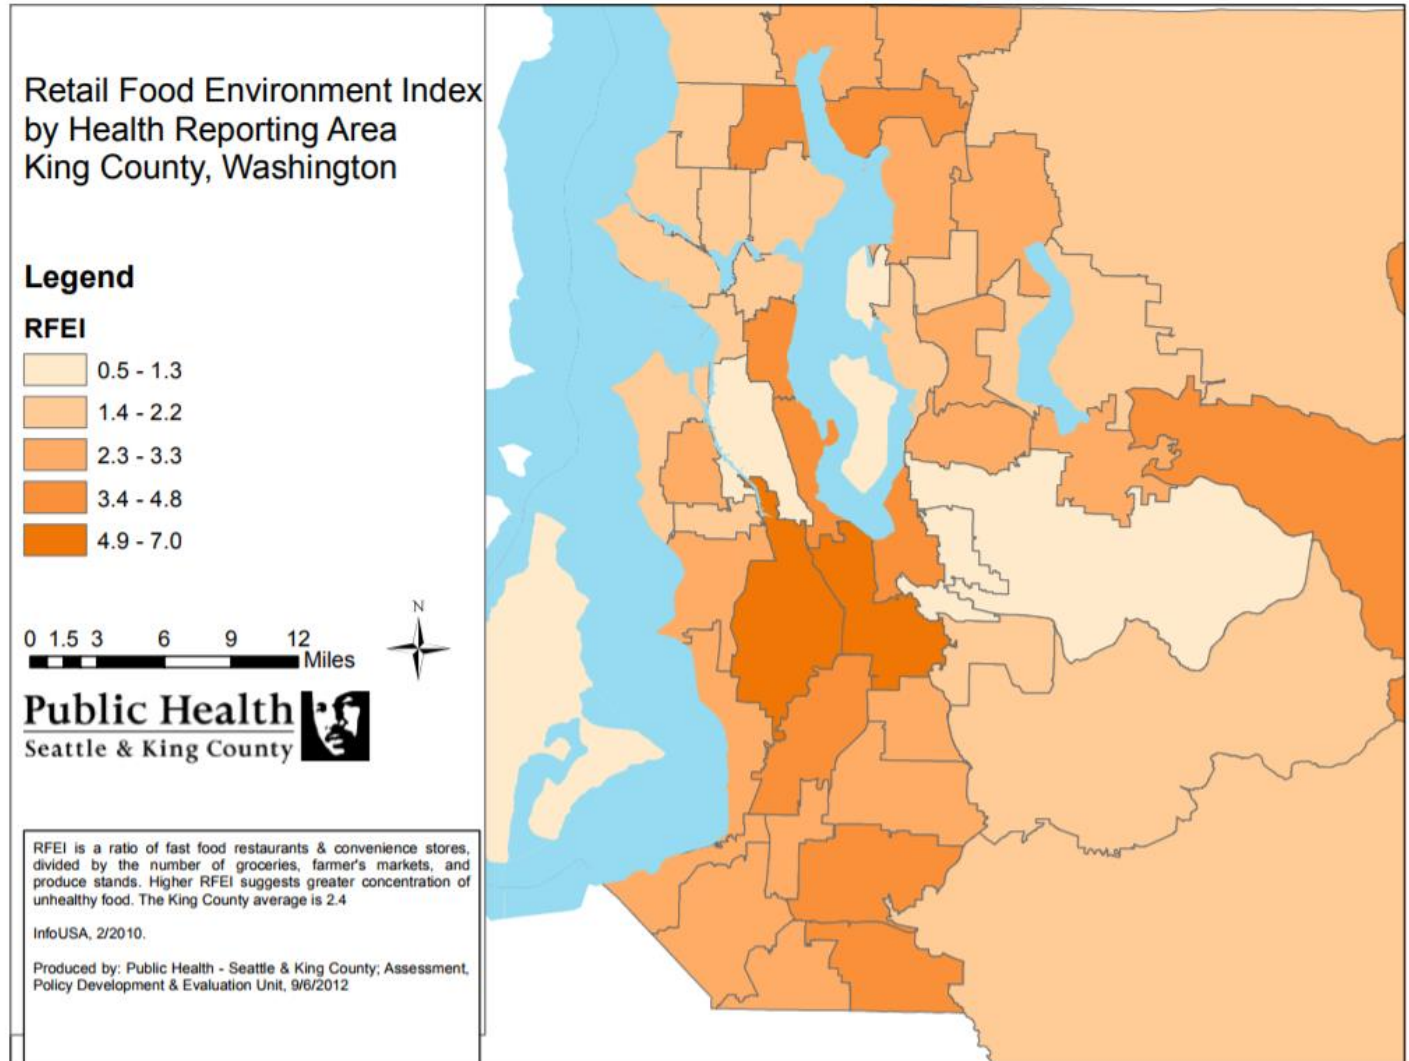 Retail Food Environment Index
by Health Reporting Area
King County, Washington
Legend
RFEI
0.5 - 1.3
1.4 - 2.2
2.3 - 3.3
3.4 - 4.8
4.9 - 7.0
N
0 1.5 3 6 9 12
Miles
Public Health
Seattle & King County
RFEI is a ratio of fast food restaurants & convenience stores,
divided by the number of groceries, farmer's markets, and
produce stands. Higher RFEI suggests greater concentration of
unhealthy food. The King County average is 2.4
InfoUSA, 2/2010.
Produced by: Public Health - Seattle & King County; Assessment,
Policy Development & Evaluation Unit, 9/6/2012